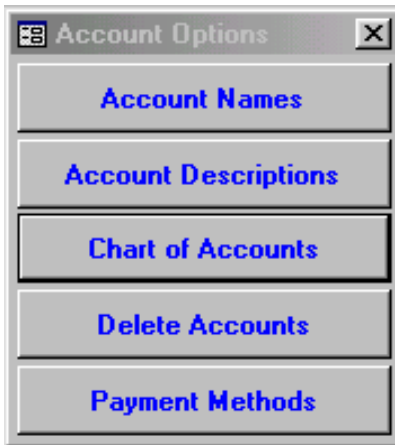 Account Options
Account Names
Account Descriptions
Chart of Accounts
Delete Accounts
Payment Methods